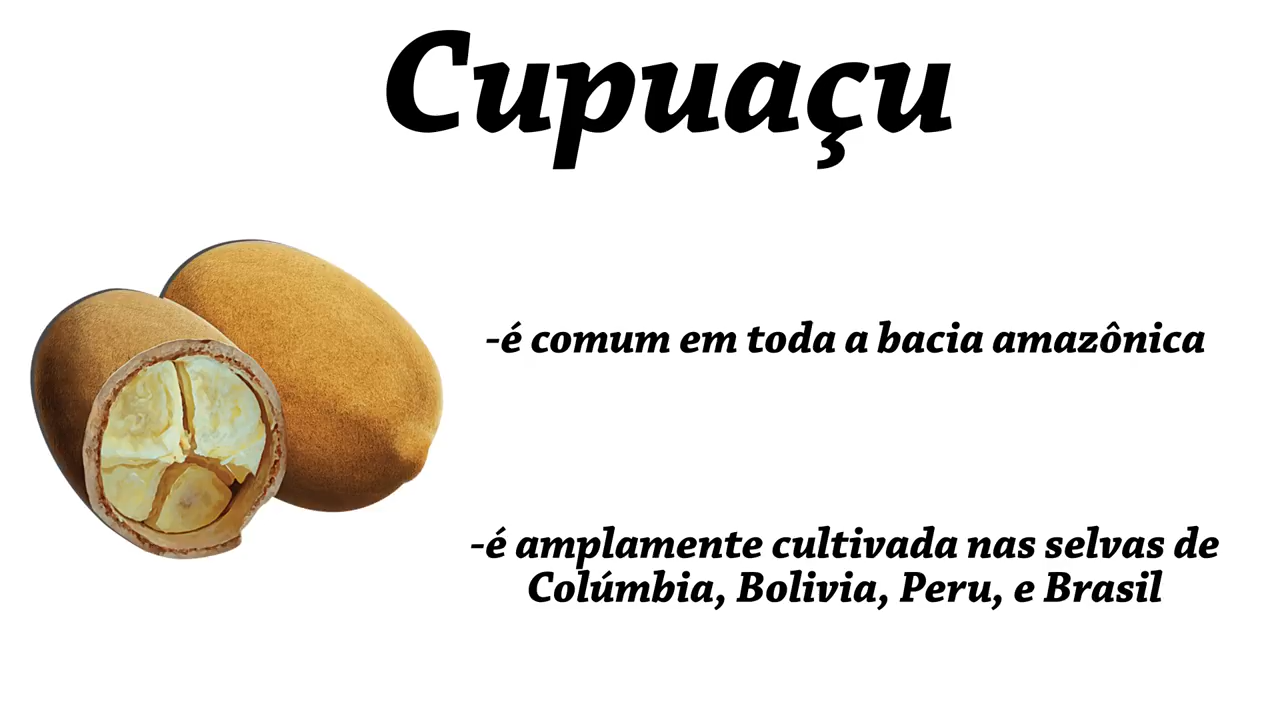 Cupuaçu
-é comum em toda a bacia amazônica
-é amplamente cultivada nas selvas de
Colúmbia, Bolivia, Peru, e Brasil